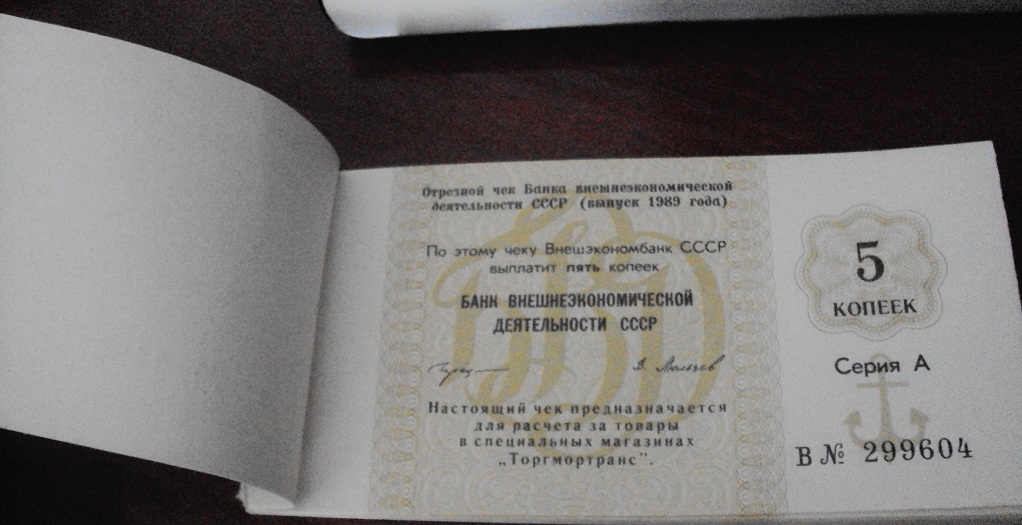 Отрезной чек Банка внешнеэкономической
деятельности СССР (выпуск 1989 года)
По этому чеку Внешэкономбанк СССР
выплатит пять копеек
БАНК ВНЕШНЕЭКОНОМИЧЕСКОЙ
ДЕЯТЕЛЬНОСТИ СССР
Настоящий чек предназначается
для расчета за товары
в специальных магазинах
„Торгмортранс".
5
КОПЕЕК
Серия А
В № 299604